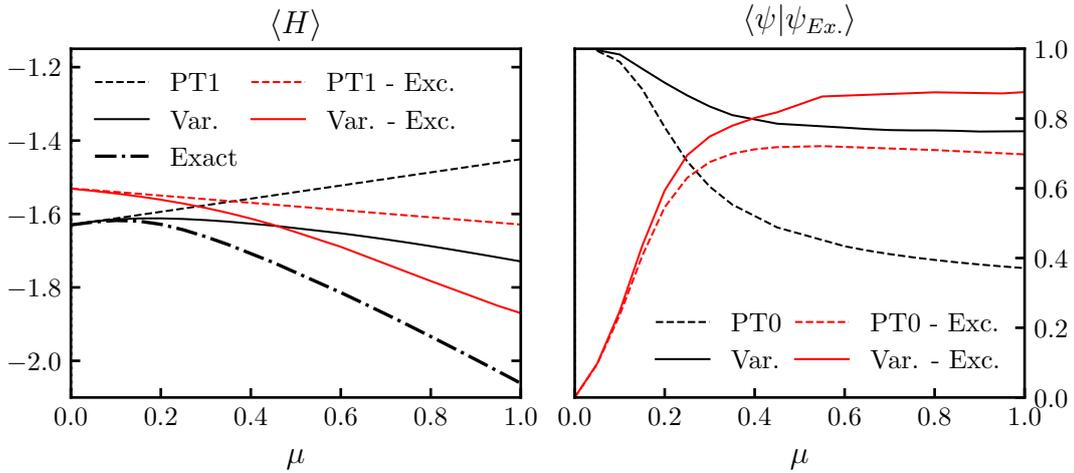 ⟨H⟩
−1.2
−1.4
−1.6
−1.8
−2.0
PT1
PT1 - Exc.
Var.
Var. - Exc.
Exact
0.0 0.2 0.4 0.6 0.8 1.0
μ
⟨ψ|ψ_{Ex.}⟩
1.0
0.8
0.6
0.4
0.2
0.0
PT0
PT0 - Exc.
Var.
Var. - Exc.
0.0 0.2 0.4 0.6 0.8 1.0
μ